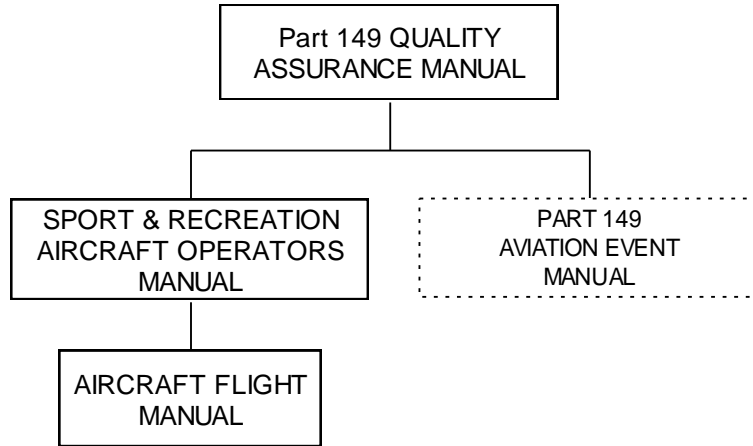 Part 149 QUALITY
ASSURANCE MANUAL
SPORT & RECREATION
AIRCRAFT OPERATORS
MANUAL
PART 149
AVIATION EVENT
MANUAL
AIRCRAFT FLIGHT
MANUAL